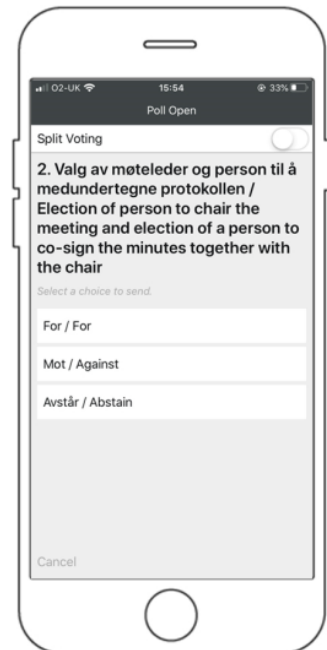 O2-UK 15:54 33%
Poll Open
Split Voting
2. Valg av møteleder og person til å
medundertegne protokollen /
Election of person to chair the
meeting and election of a person to
co-sign the minutes together with
the chair
Select a choice to send.
For / For
Mot / Against
Avstår / Abstain
Cancel